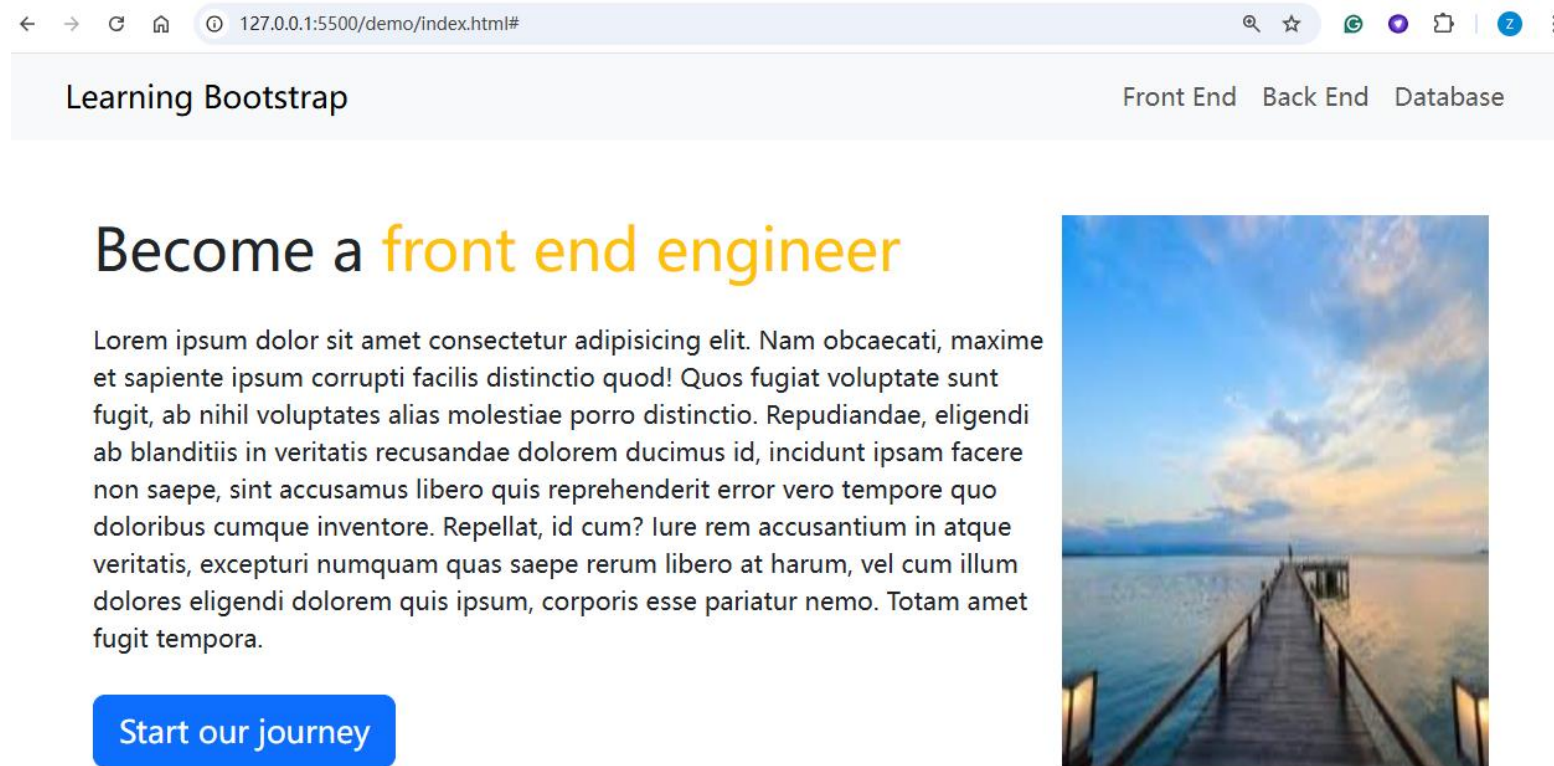 127.0.0.1:5500/demo/index.html#
Z
Learning Bootstrap
Front End Back End Database
Become a front end engineer
Lorem ipsum dolor sit amet consectetur adipisicing elit. Nam obcaecati, maxime
et sapiente ipsum corrupti facilis distinctio quod! Quos fugiat voluptate sunt
fugit, ab nihil voluptates alias molestiae porro distinctio. Repudiandae, eligendi
ab blanditiis in veritatis recusandae dolorem ducimus id, incidunt ipsam facere
non saepe, sint accusamus libero quis reprehenderit error vero tempore quo
doloribus cumque inventore. Repellat, id cum? Iure rem accusantium in atque
veritatis, excepturi numquam quas saepe rerum libero at harum, vel cum illum
dolores eligendi dolorem quis ipsum, corporis esse pariatur nemo. Totam amet
fugit tempora.
Start our journey